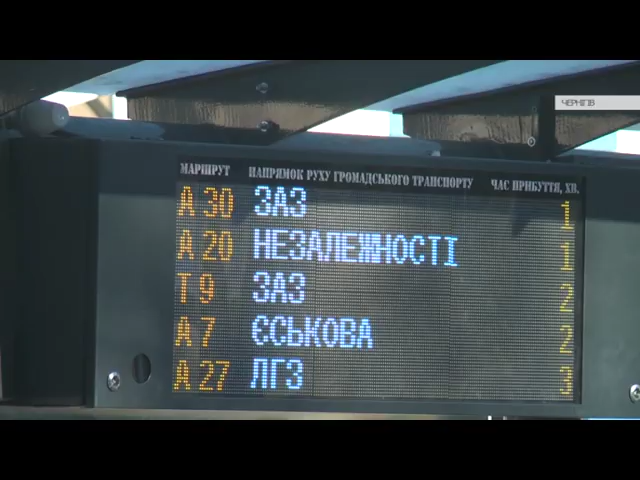 ЧЕРНІГІВ
МАРШРУТ НАПРЯМОК РУХУ ГРОМАДСЬКОГО ТРАНСПОРТУ ЧАС ПРИБУТТЯ, ХВ.
А 30 ЗАЗ 1
А 20 НЕЗАЛЕЖНОСТІ 1
Т 9 ЗАЗ 2
А 7 ЄСЬКОВА 2
А 27 ЛГЗ 3